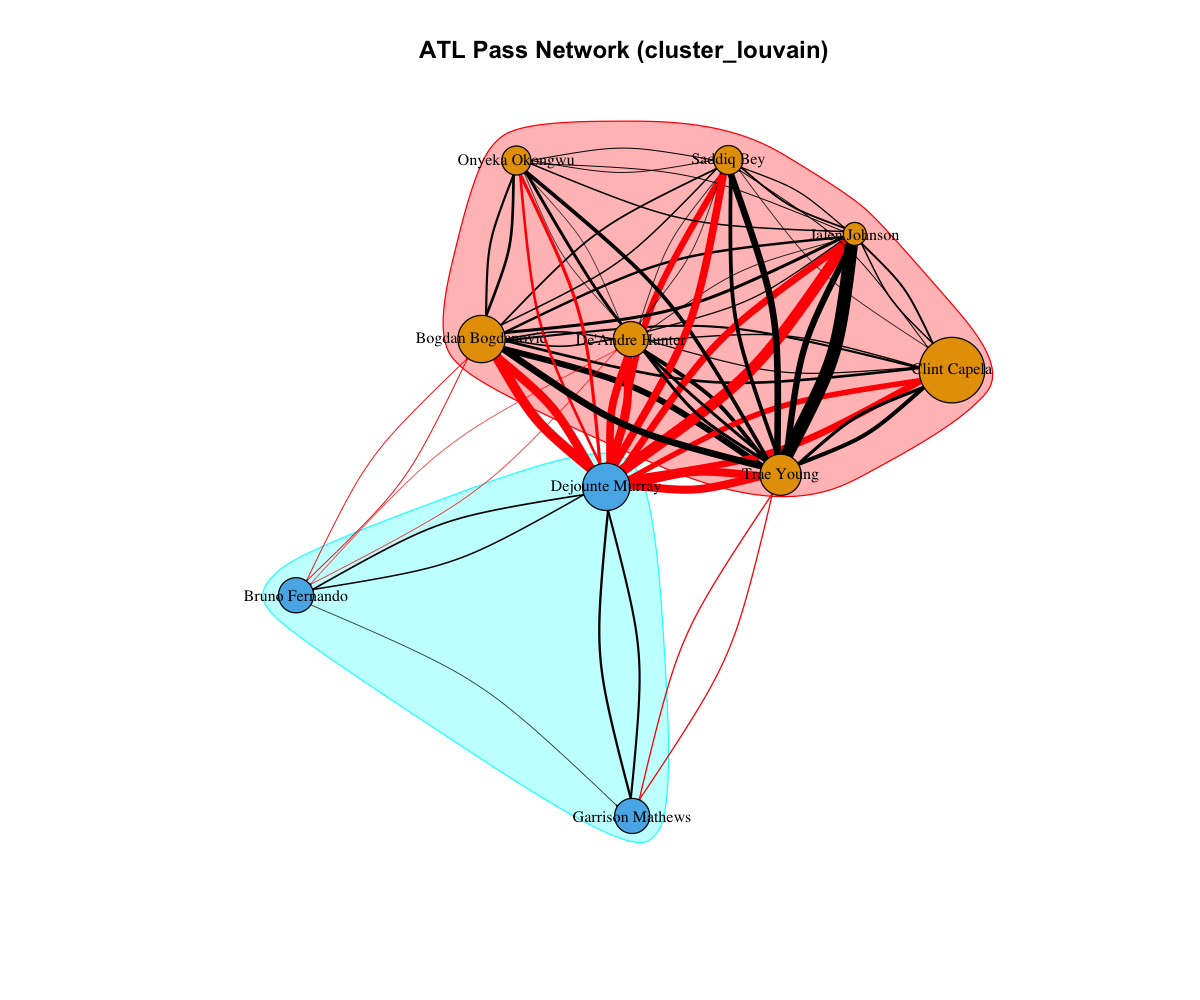 ATL Pass Network (cluster_louvain)
Onyeka Okongwu
Saddiq Bey
Jalen Johnson
Bogdan Bogdanovic
De'Andre Hunter
Clint Capela
Trae Young
Dejounte Murray
Bruno Fernando
Garrison Mathews